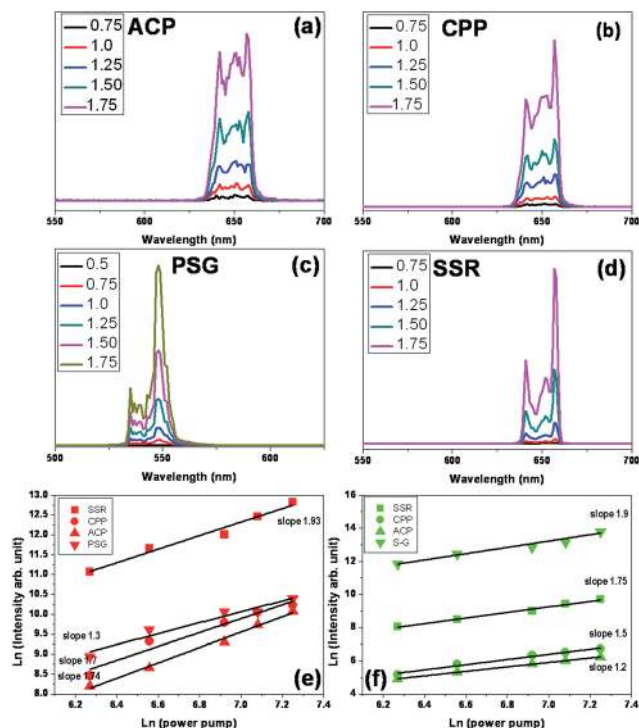 ACP
(a)
0.75
1.0
1.25
1.50
1.75
550 600 650 700
Wavelength (nm)
CPP
(b)
0.75
1.0
1.25
1.50
1.75
550 600 650 700
Wavelength (nm)
PSG
(c)
0.5
0.75
1.0
1.25
1.50
1.75
500 550 600
Wavelength (nm)
SSR
(d)
0.75
1.0
1.25
1.50
1.75
550 600 650 700
Wavelength (nm)
Ln (Intensity arb. unit)
13.0
12.5
12.0
11.5
11.0
10.5
10.0
9.5
9.0
8.5
8.0
SSR
CPP
ACP
PSG
slope 1.93
slope 1.3
slope 1.7
slope 1.74
(e)
6.2 6.4 6.6 6.8 7.0 7.2 7.4
Ln (power pump)
Ln (Intensity arb. unit)
16
14
12
10
8
6
4
SSR
CPP
ACP
S-G
slope 1.9
slope 1.75
slope 1.5
slope 1.2
(f)
6.2 6.4 6.6 6.8 7.0 7.2 7.4
Ln (power pump)